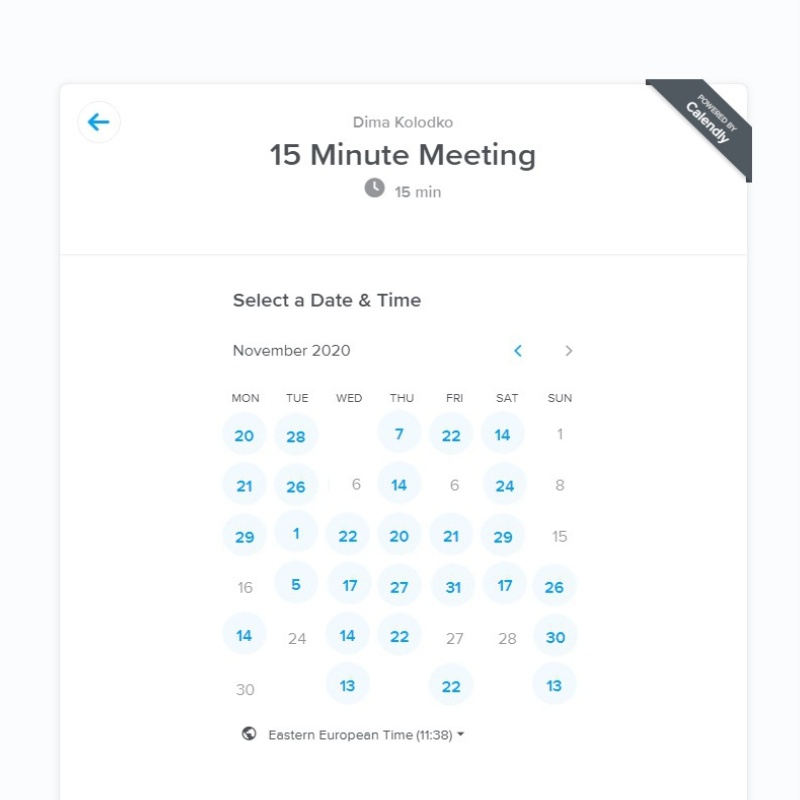 POWERED BY
Calendly
Dima Kolodko
15 Minute Meeting
15 min
Select a Date & Time
November 2020
MON TUE WED THU FRI SAT SUN
20 28 7 22 14 1
21 26 6 14 6 24 8
29 1 22 20 21 29 15
16 5 17 27 31 17 26
14 24 14 22 27 28 30
30 13 22 13
Eastern European Time (11:38)